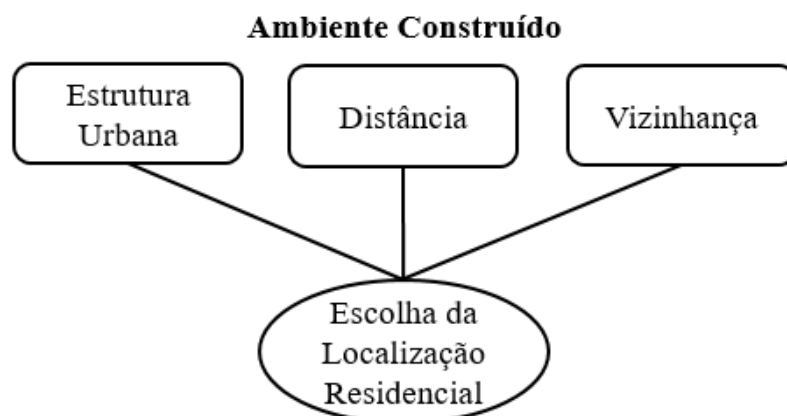 Ambiente Construído
Estrutura
Urbana
Distância
Vizinhança
Escolha da
Localização
Residencial